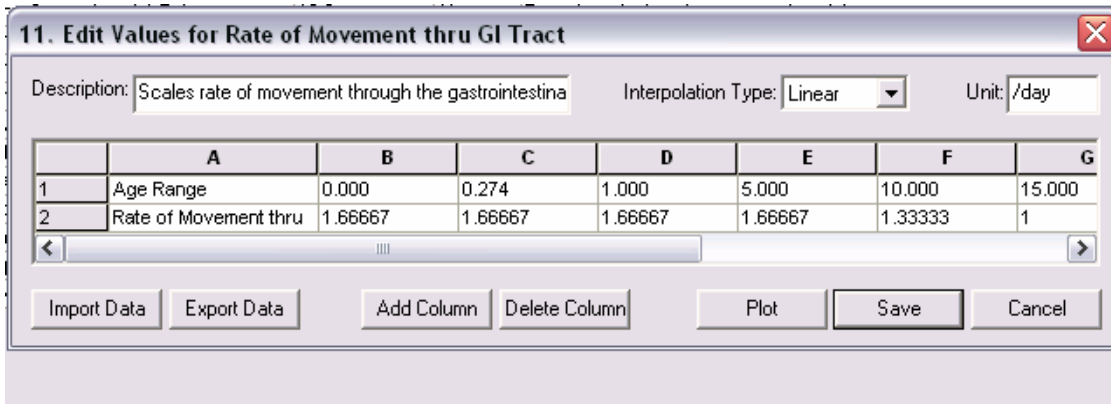 11. Edit Values for Rate of Movement thru GI Tract
Description: Scales rate of movement through the gastrointestina Interpolation Type: Linear Unit: /day
A B C D E F G
1 Age Range 0.000 0.274 1.000 5.000 10.000 15.000
2 Rate of Movement thru 1.66667 1.66667 1.66667 1.66667 1.33333 1
Import Data Export Data Add Column Delete Column Plot Save Cancel